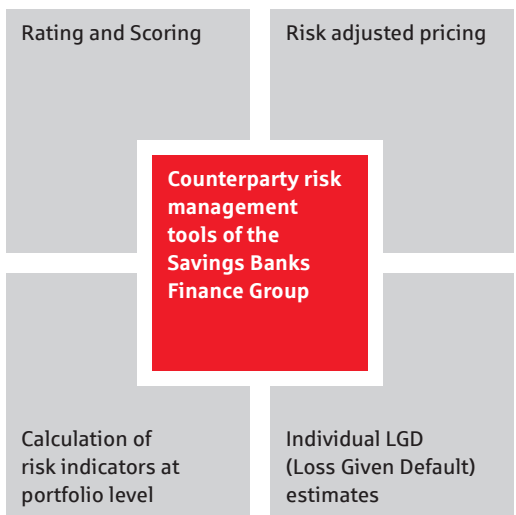 Rating and Scoring
Risk adjusted pricing
Counterparty risk
management
tools of the
Savings Banks
Finance Group
Calculation of
risk indicators at
portfolio level
Individual LGD
(Loss Given Default)
estimates